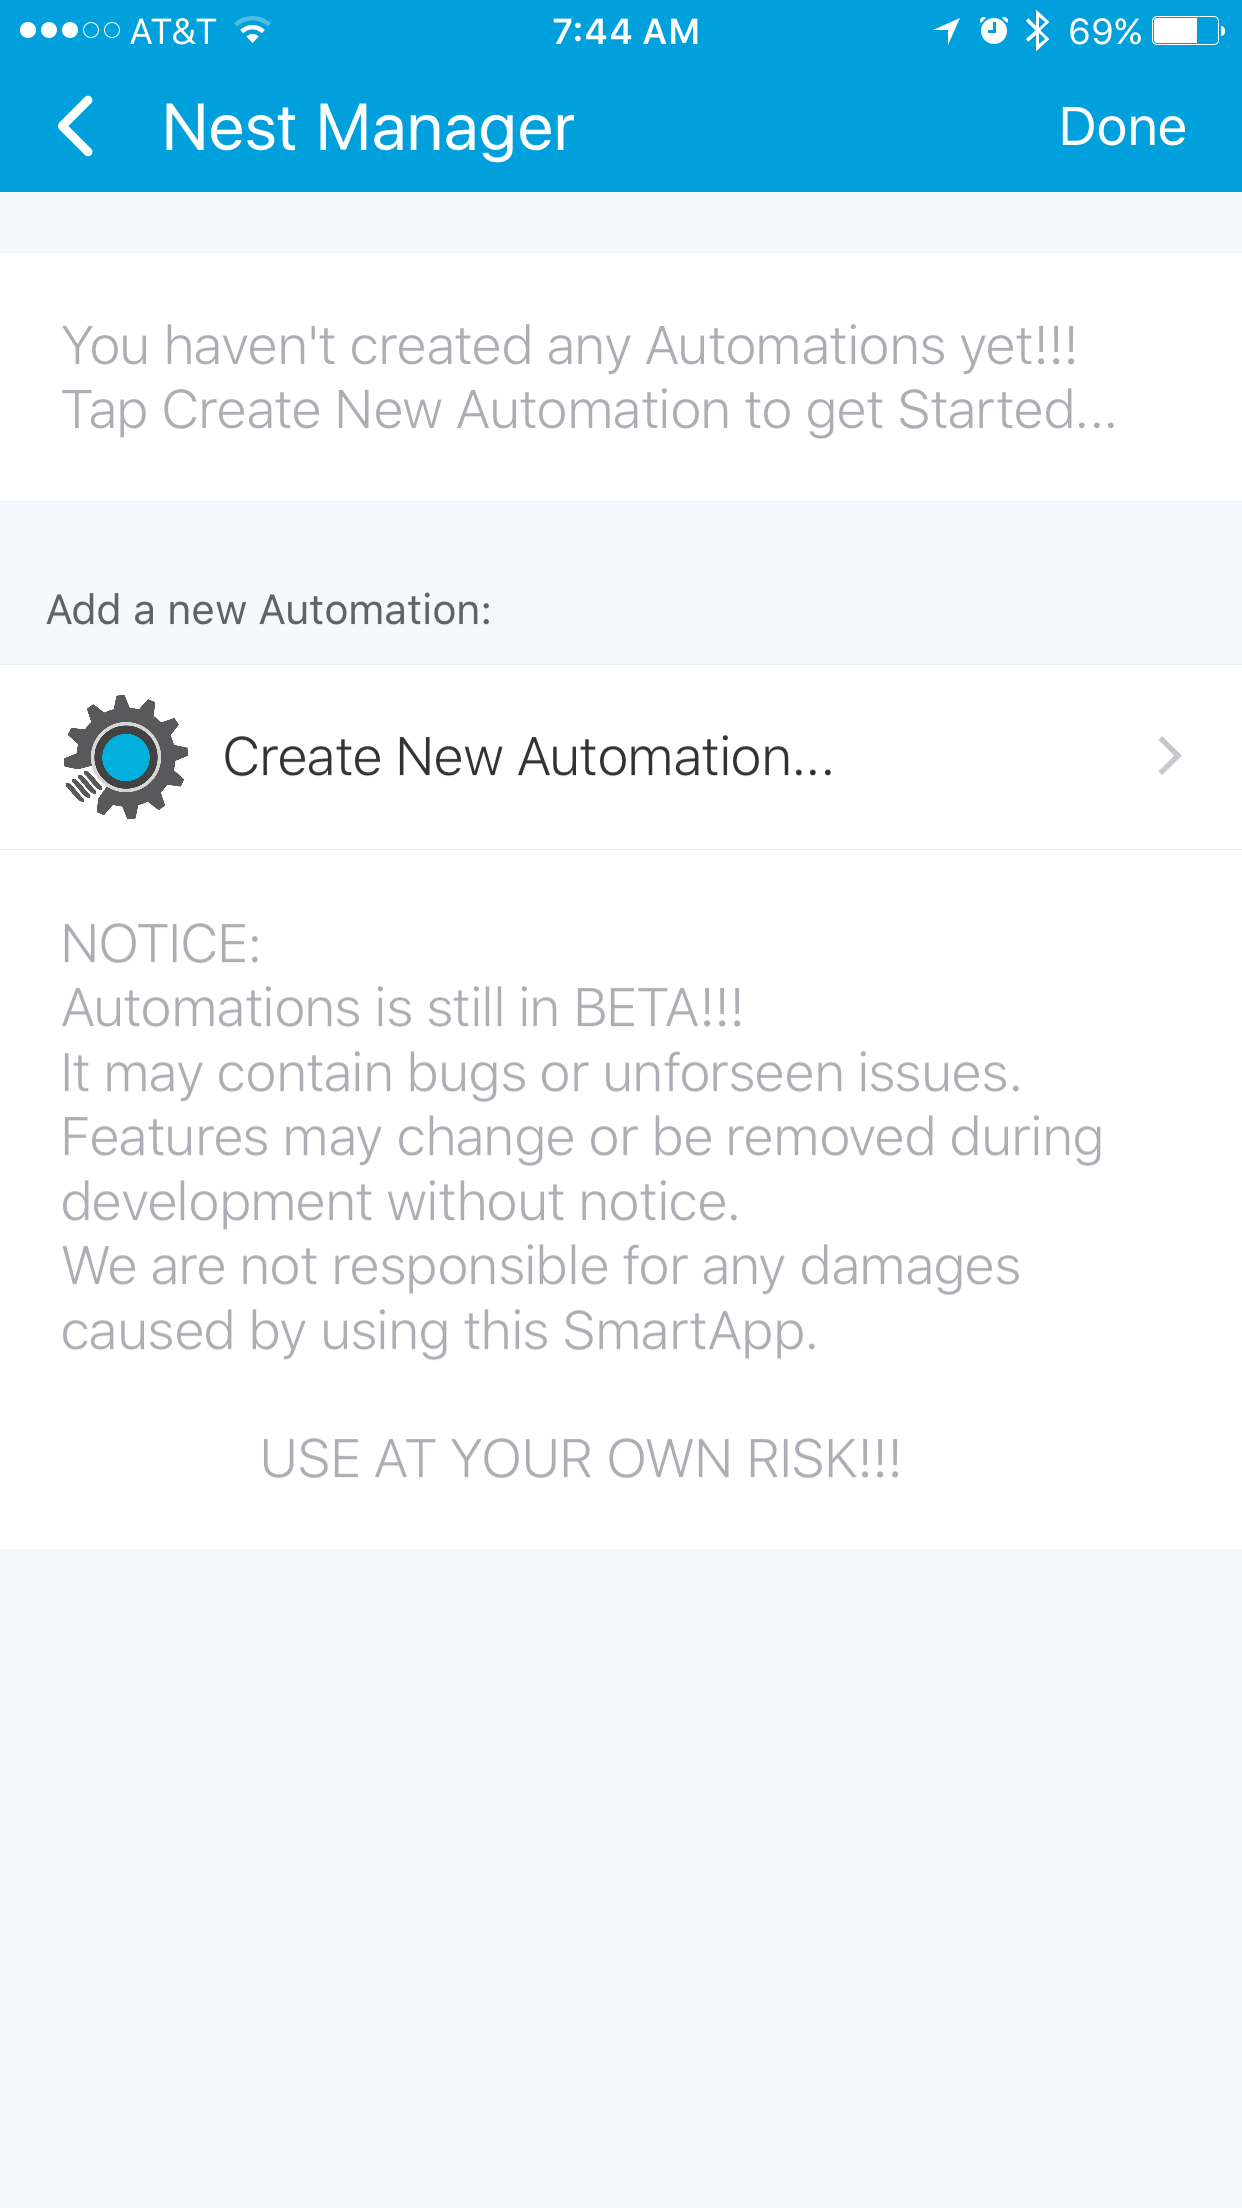 AT&T 7:44 AM 69%
Nest Manager Done
You haven't created any Automations yet!!!
Tap Create New Automation to get Started...
Add a new Automation:
Create New Automation...
NOTICE:
Automations is still in BETA!!!
It may contain bugs or unforseen issues.
Features may change or be removed during
development without notice.
We are not responsible for any damages
caused by using this SmartApp.
USE AT YOUR OWN RISK!!!